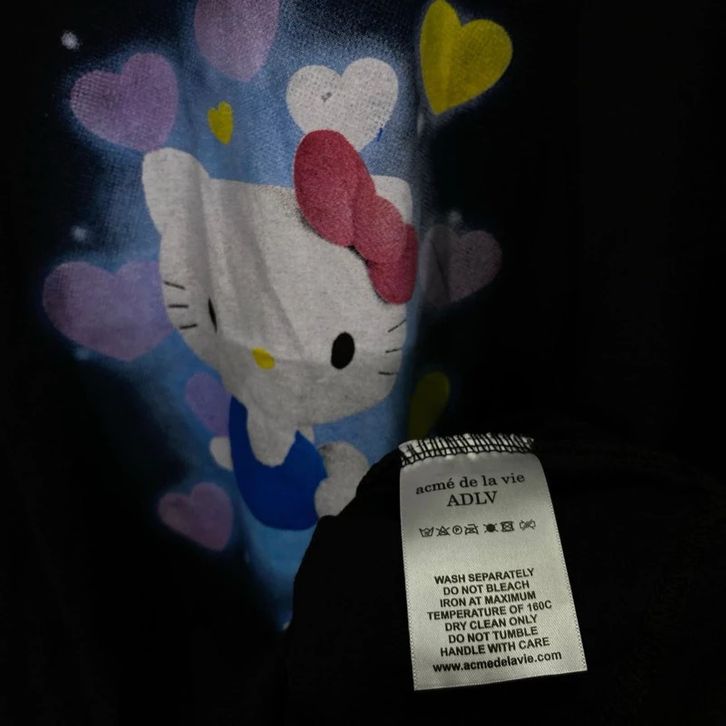 acmé de la vie
ADLV
WASH SEPARATELY
DO NOT BLEACH
IRON AT MAXIMUM
TEMPERATURE OF 160C
DRY CLEAN ONLY
DO NOT TUMBLE
HANDLE WITH CARE
www.acmedelavie.com